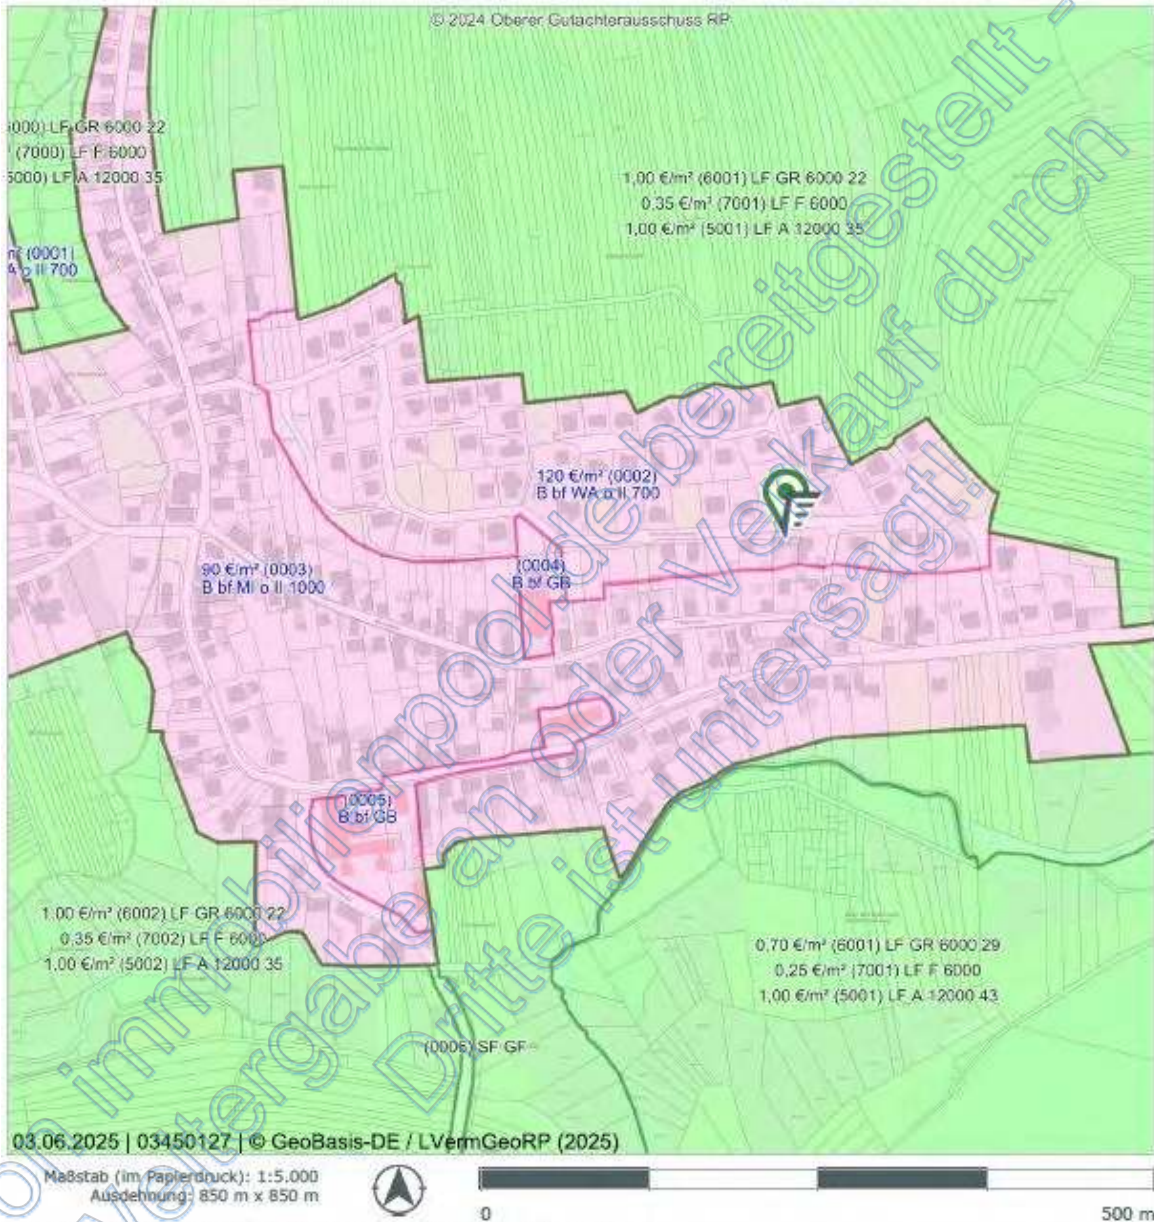 © 2024 Oberer Gutachterausschuss RP
000) LF GR 6000 22
(7000) LF F 6000
5000) LF A 12000 35
1,00 €/m² (6001) LF GR 6000 22
0,35 €/m² (7001) LF F 6000
1,00 €/m² (5001) LF A 12000 35
m² (0001)
A o II 700
120 €/m² (0002)
B bf WA o II 700
90 €/m² (0003)
B bf MI o II 1000
(0004)
B bf GB
(0005)
B bf GB
1,00 €/m² (6002) LF GR 6000 22
0,35 €/m² (7002) LF F 6000
1,00 €/m² (5002) LF A 12000 35
0,70 €/m² (6001) LF GR 6000 29
0,25 €/m² (7001) LF F 6000
1,00 €/m² (5001) LF A 12000 43
(0006) SF GF
von immobilienpool.de bereitgestellt -
Weitergabe an oder Verkauf durch
Dritte ist untersagt!
03.06.2025 | 03450127 | © GeoBasis-DE / LVermGeoRP (2025)
Maßstab (im Papierdruck): 1:5.000
Ausdehnung: 850 m x 850 m
0
500 m